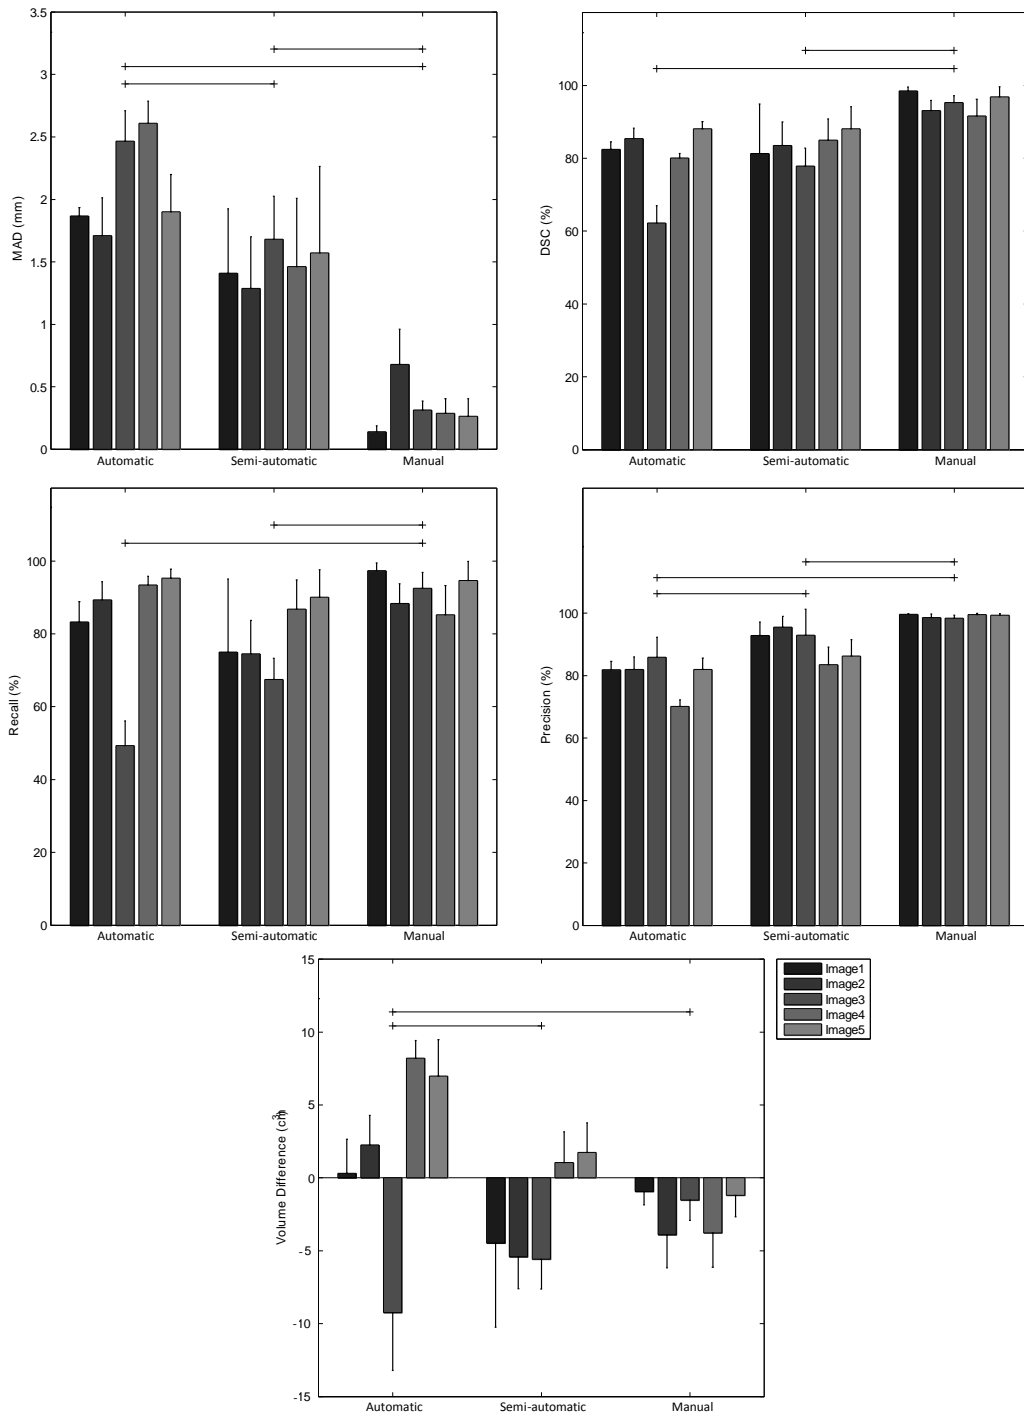 3.5
3
2.5
2
1.5
1
0.5
0
MAD (mm)
Automatic Semi-automatic Manual
100
80
60
40
20
0
DSC (%)
Automatic Semi-automatic Manual
100
80
60
40
20
0
Recall (%)
Automatic Semi-automatic Manual
100
80
60
40
20
0
Precision (%)
Automatic Semi-automatic Manual
15
10
5
0
-5
-10
-15
Volume Difference (cm3)
Automatic Semi-automatic Manual
Image1
Image2
Image3
Image4
Image5